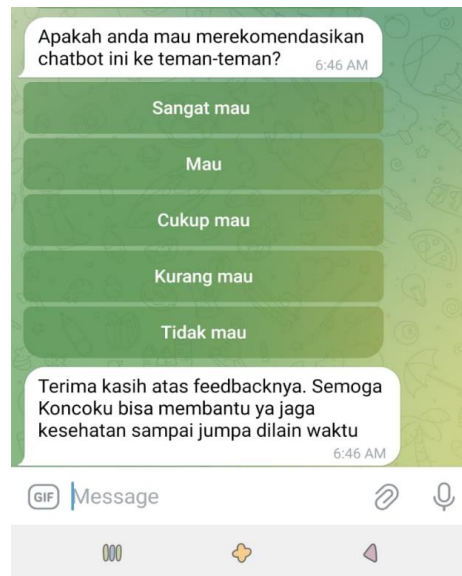 Apakah anda mau merekomendasikan
chatbot ini ke teman-teman?
6:46 AM
Sangat mau
Mau
Cukup mau
Kurang mau
Tidak mau
Terima kasih atas feedbacknya. Semoga
Koncoku bisa membantu ya jaga
kesehatan sampai jumpa dilain waktu
6:46 AM
GIF Message